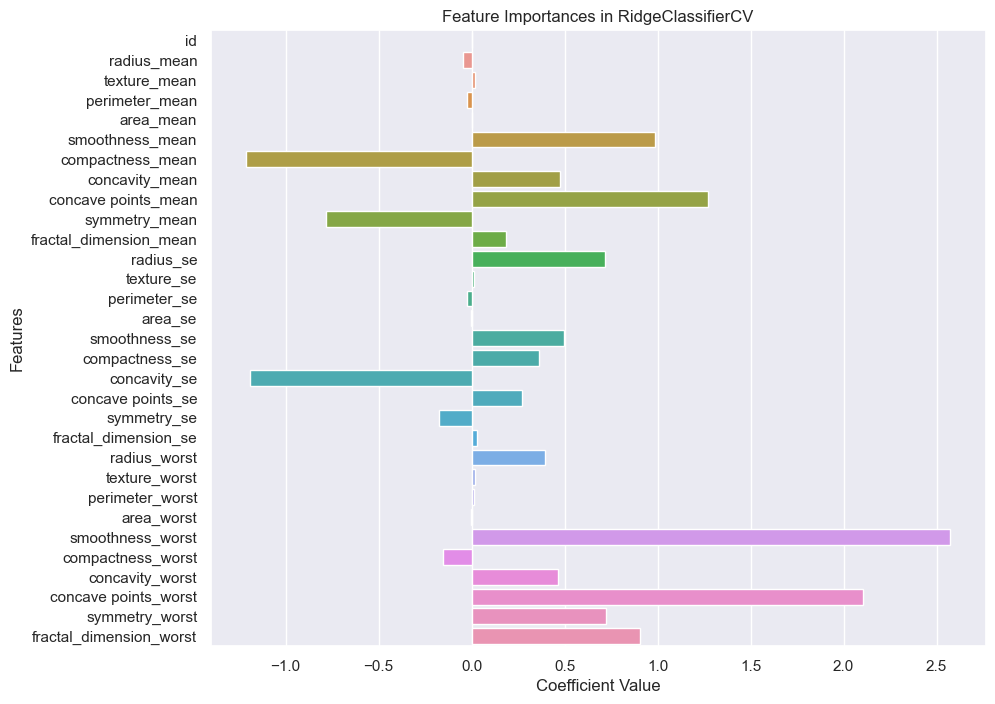 Feature Importances in RidgeClassifierCV
id
radius_mean
texture_mean
perimeter_mean
area_mean
smoothness_mean
compactness_mean
concavity_mean
concave points_mean
symmetry_mean
fractal_dimension_mean
radius_se
texture_se
perimeter_se
area_se
smoothness_se
compactness_se
concavity_se
concave points_se
symmetry_se
fractal_dimension_se
radius_worst
texture_worst
perimeter_worst
area_worst
smoothness_worst
compactness_worst
concavity_worst
concave points_worst
symmetry_worst
fractal_dimension_worst
Features
−1.0 −0.5 0.0 0.5 1.0 1.5 2.0 2.5
Coefficient Value